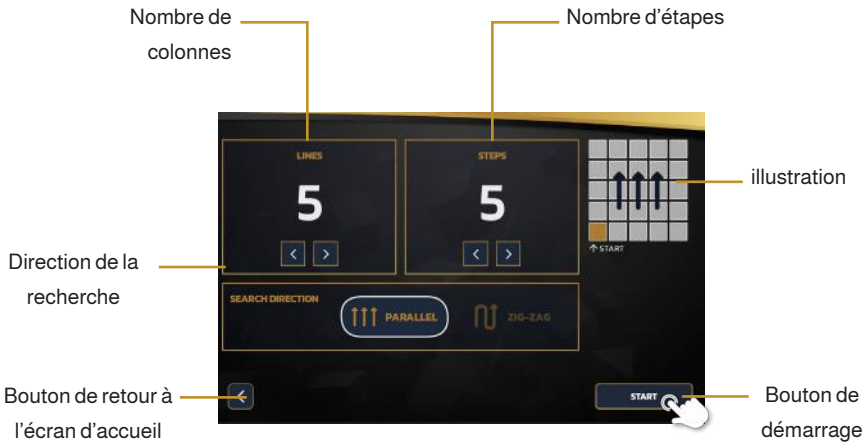 Nombre de
colonnes
Nombre d’étapes
LINES
5
STEPS
5
illustration
START
Direction de la
recherche
SEARCH DIRECTION
PARALLEL
ZIG-ZAG
Bouton de retour à
l’écran d’accueil
START
Bouton de
démarrage